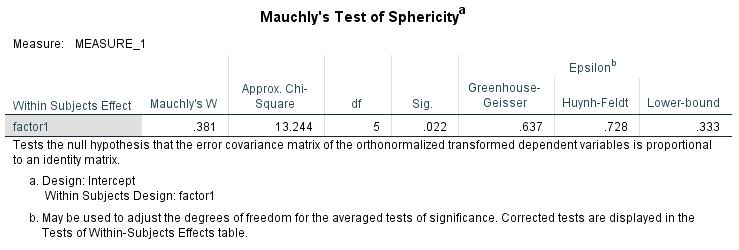 Mauchly's Test of Sphericitya
Measure: MEASURE_1
Epsilonb
Within Subjects Effect Mauchly's W Approx. Chi-Square df Sig. Greenhouse-Geisser Huynh-Feldt Lower-bound
factor1 .381 13.244 5 .022 .637 .728 .333
Tests the null hypothesis that the error covariance matrix of the orthonormalized transformed dependent variables is proportional
to an identity matrix.
a. Design: Intercept
Within Subjects Design: factor1
b. May be used to adjust the degrees of freedom for the averaged tests of significance. Corrected tests are displayed in the
Tests of Within-Subjects Effects table.